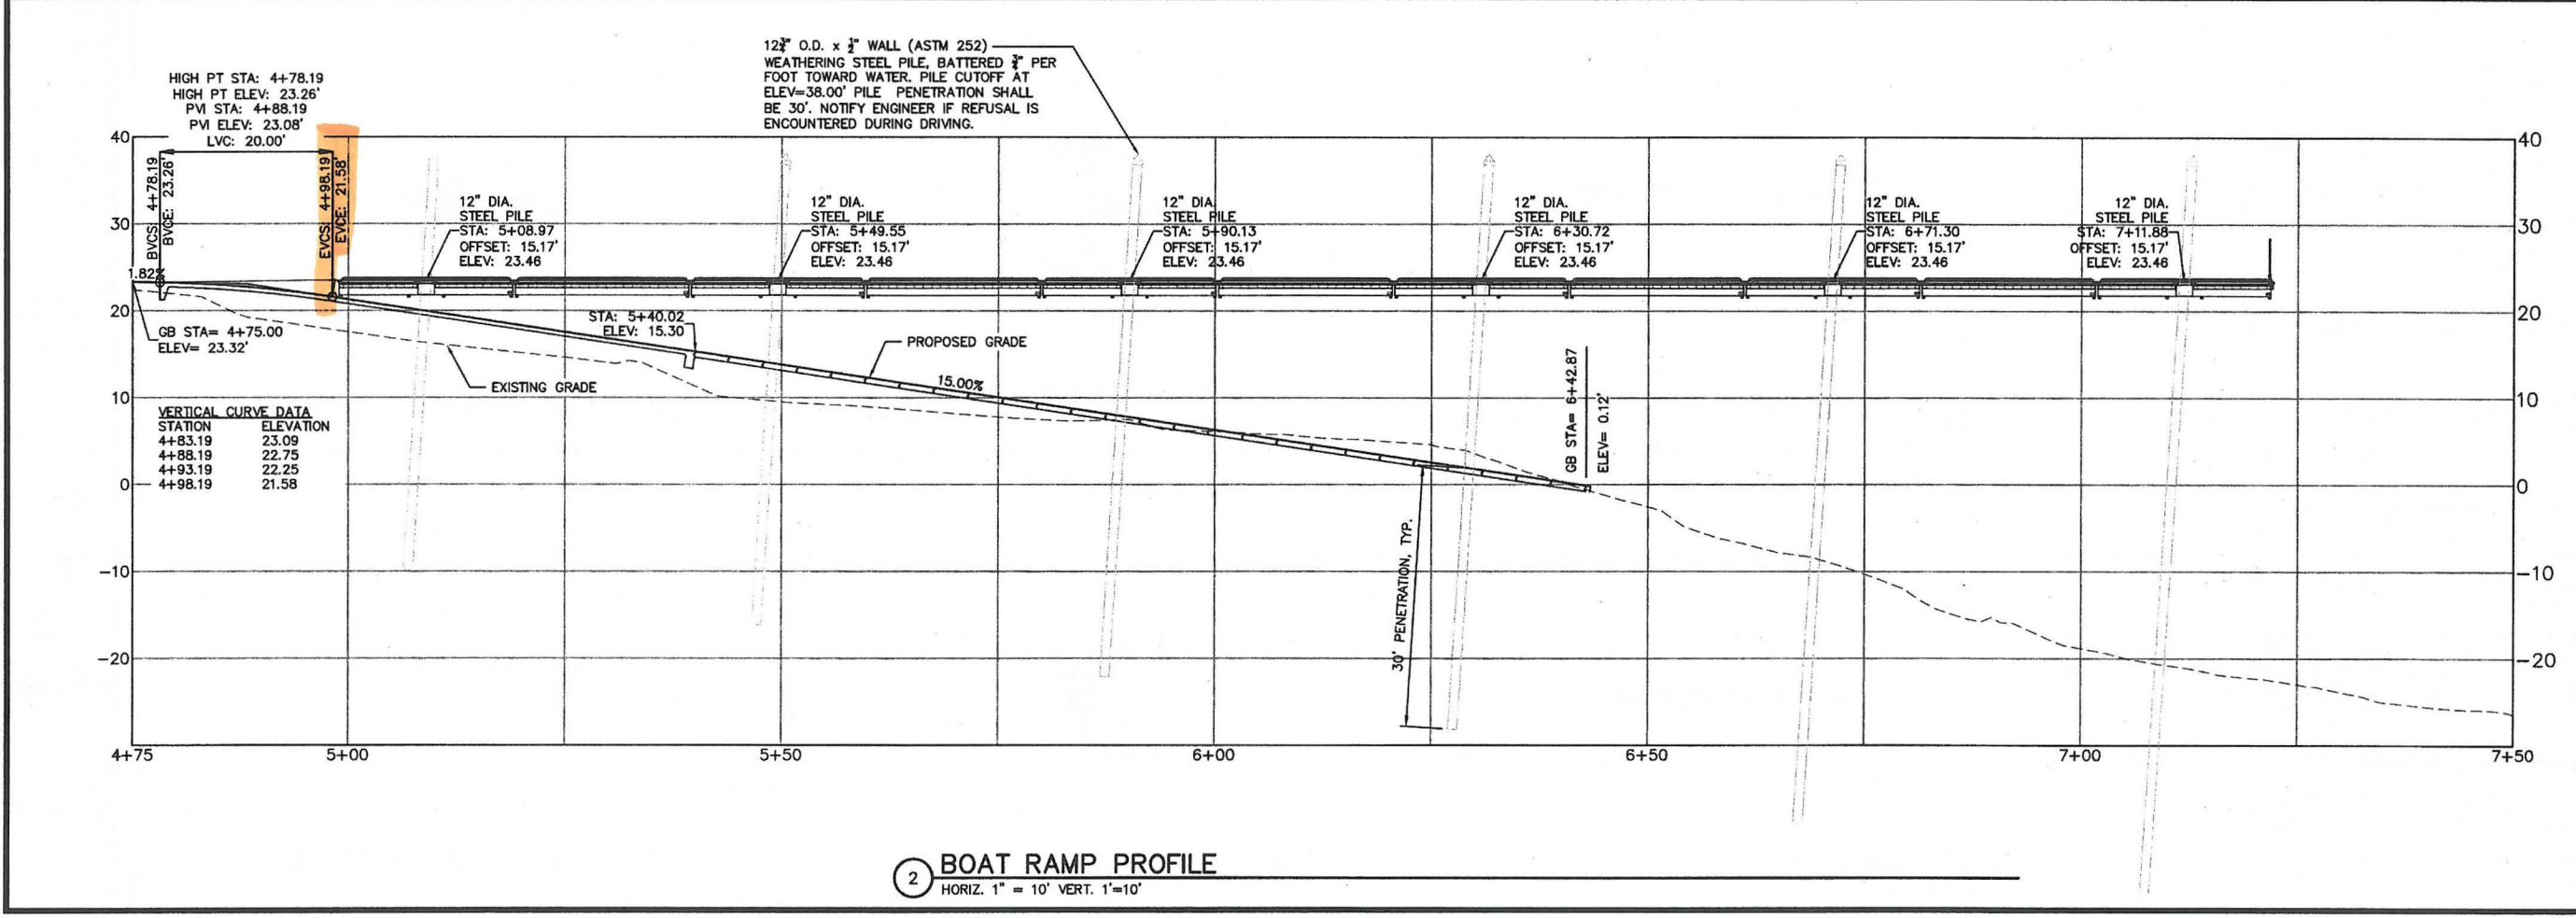 12¾" O.D. x ½" WALL (ASTM 252)
WEATHERING STEEL PILE, BATTERED ¾" PER
FOOT TOWARD WATER. PILE CUTOFF AT
ELEV=38.00' PILE PENETRATION SHALL
BE 30'. NOTIFY ENGINEER IF REFUSAL IS
ENCOUNTERED DURING DRIVING.
HIGH PT STA: 4+78.19
HIGH PT ELEV: 23.26'
PVI STA: 4+88.19
PVI ELEV: 23.08'
LVC: 20.00'
BVCS: 4+78.19
BVCE: 23.26'
EVCS: 4+98.19
EVCE: 21.58'
40
30
20
10
0
-10
-20
1.82%
12" DIA.
STEEL PILE
STA: 5+08.97
OFFSET: 15.17'
ELEV: 23.46
12" DIA.
STEEL PILE
STA: 5+49.55
OFFSET: 15.17'
ELEV: 23.46
12" DIA.
STEEL PILE
STA: 5+90.13
OFFSET: 15.17'
ELEV: 23.46
12" DIA.
STEEL PILE
STA: 6+30.72
OFFSET: 15.17'
ELEV: 23.46
12" DIA.
STEEL PILE
STA: 6+71.30
OFFSET: 15.17'
ELEV: 23.46
12" DIA.
STEEL PILE
STA: 7+11.88
OFFSET: 15.17'
ELEV: 23.46
40
30
20
10
0
-10
-20
GB STA= 4+75.00
ELEV= 23.32'
STA: 5+40.02
ELEV: 15.30
PROPOSED GRADE
EXISTING GRADE
15.00%
GB STA= 6+42.87
ELEV= 0.12'
VERTICAL CURVE DATA
STATION ELEVATION
4+83.19 23.09
4+88.19 22.75
4+93.19 22.25
4+98.19 21.58
30' PENETRATION, TYP.
4+75 5+00 5+50 6+00 6+50 7+00 7+50
2 BOAT RAMP PROFILE
HORIZ. 1" = 10' VERT. 1'=10'